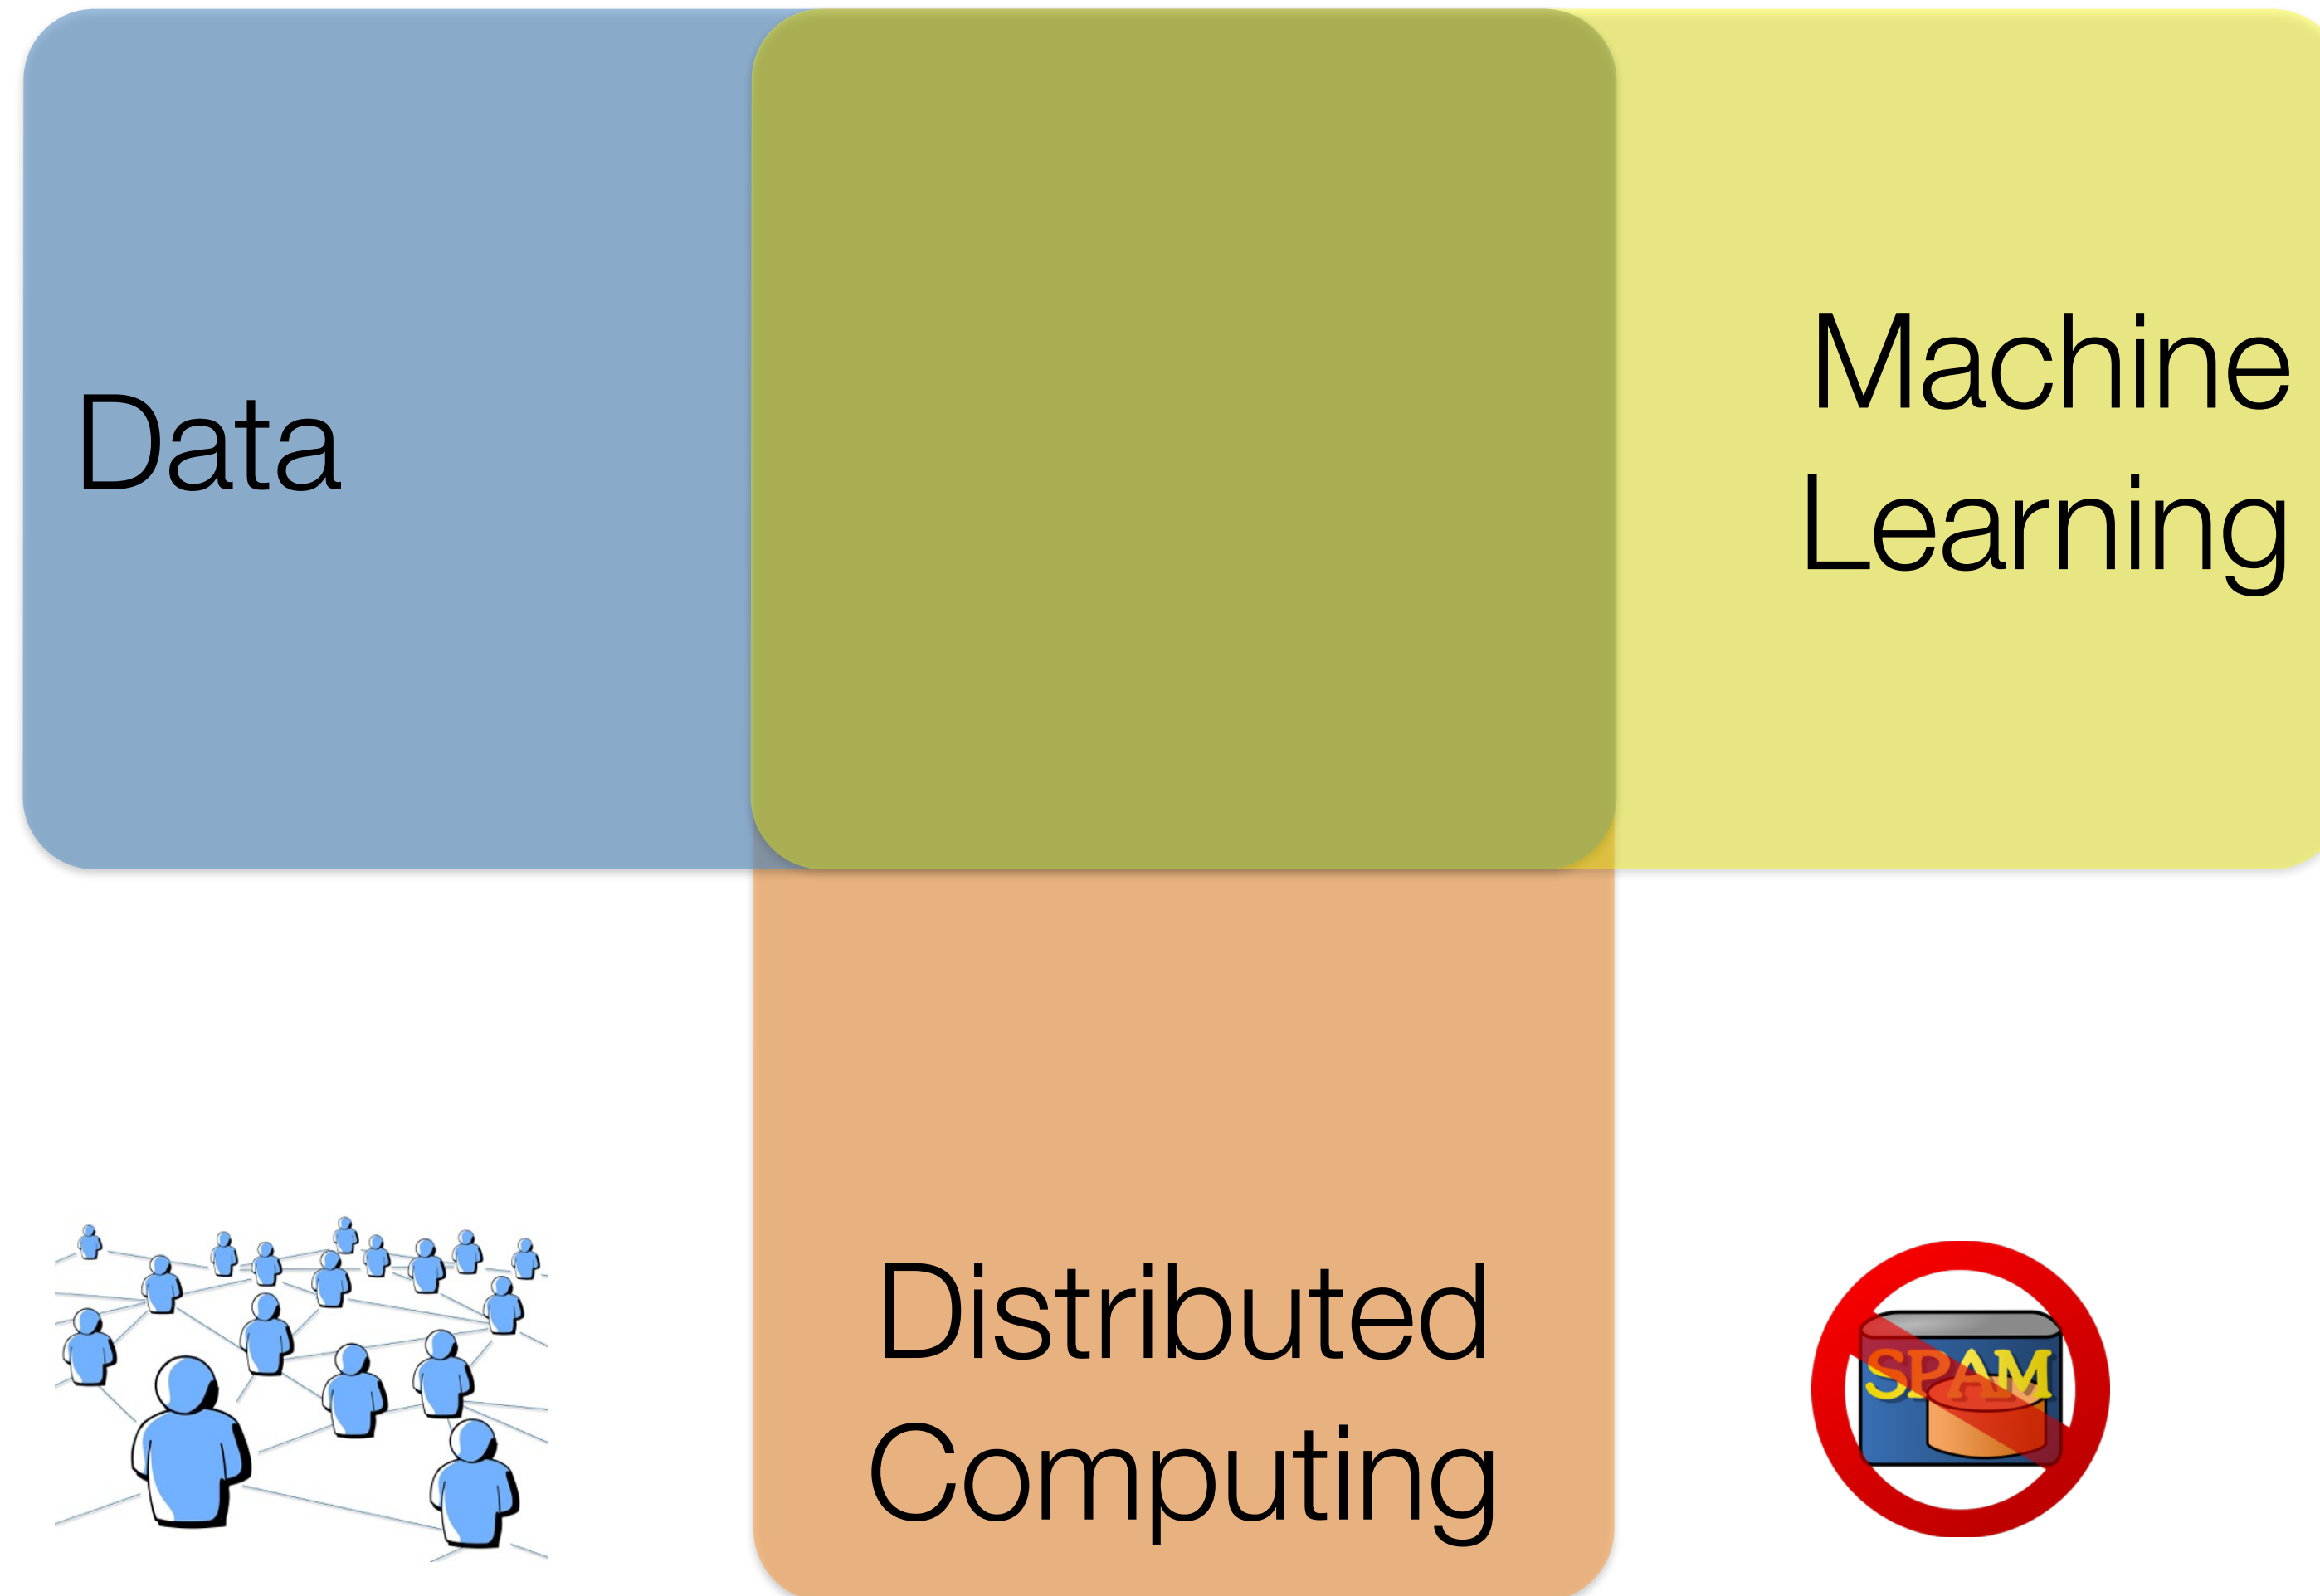 Data
Machine
Learning
Distributed
Computing
SPAM